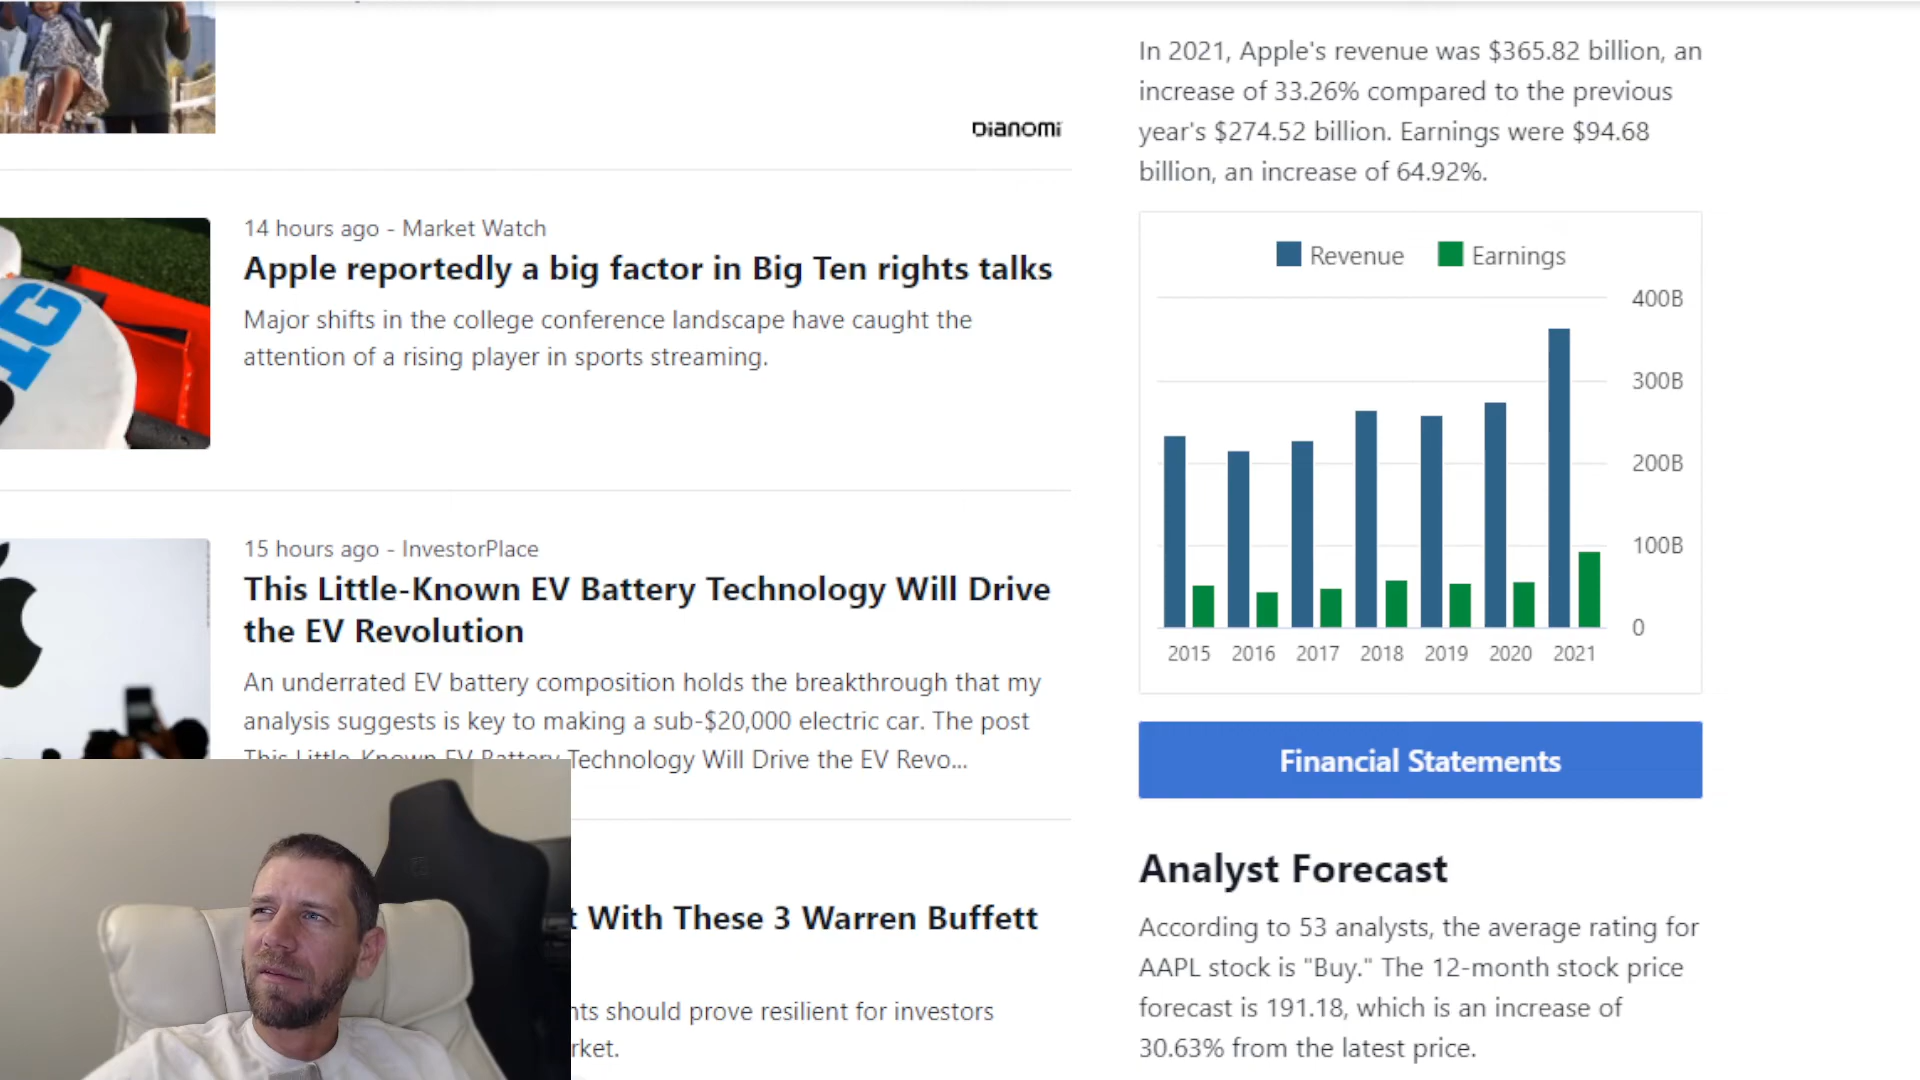 DIANOMI
14 hours ago - Market Watch
Apple reportedly a big factor in Big Ten rights talks
Major shifts in the college conference landscape have caught the
attention of a rising player in sports streaming.
BIG
15 hours ago - InvestorPlace
This Little-Known EV Battery Technology Will Drive
the EV Revolution
An underrated EV battery composition holds the breakthrough that my
analysis suggests is key to making a sub-$20,000 electric car. The post
This Little-Known EV Battery Technology Will Drive the EV Revo...
With These 3 Warren Buffett
should prove resilient for investors
In 2021, Apple's revenue was $365.82 billion, an
increase of 33.26% compared to the previous
year's $274.52 billion. Earnings were $94.68
billion, an increase of 64.92%.
Revenue Earnings
400B
300B
200B
100B
0
2015 2016 2017 2018 2019 2020 2021
Financial Statements
Analyst Forecast
According to 53 analysts, the average rating for
AAPL stock is "Buy." The 12-month stock price
forecast is 191.18, which is an increase of
30.63% from the latest price.